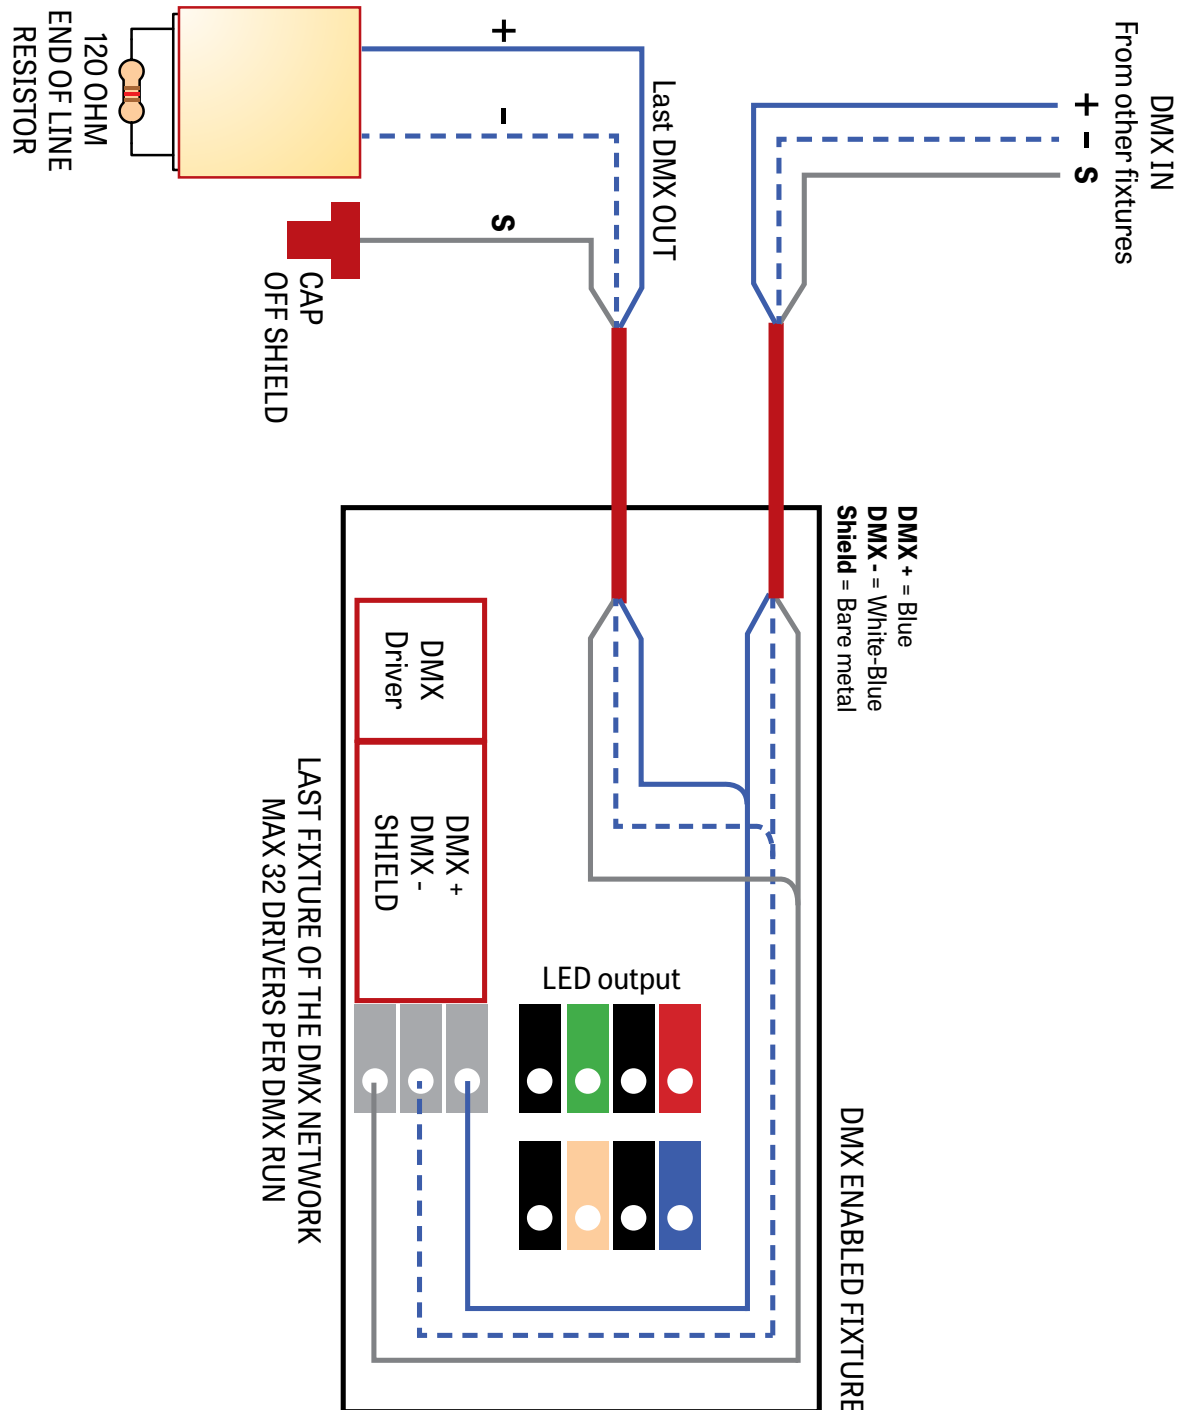 DMX IN
From other fixtures
+
-
s
Last DMX OUT
+
-
s
120 OHM
END OF LINE
RESISTOR
CAP
OFF SHIELD
DMX + = Blue
DMX - = White-Blue
Shield = Bare metal
DMX ENABLED FIXTURE
LED output
DMX
Driver
DMX +
DMX -
SHIELD
LAST FIXTURE OF THE DMX NETWORK
MAX 32 DRIVERS PER DMX RUN